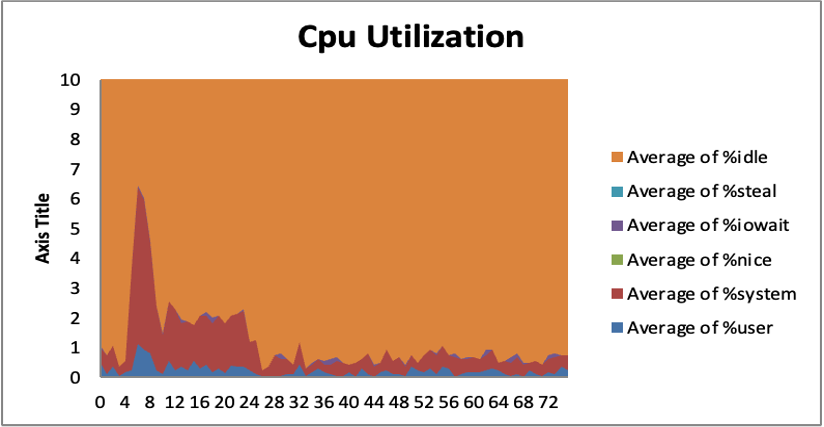 Cpu Utilization
10
9
8
7
6
5
4
3
2
1
0
Axis Title
0 4 8 12 16 20 24 28 32 36 40 44 48 52 56 60 64 68 72
Average of %idle
Average of %steal
Average of %iowait
Average of %nice
Average of %system
Average of %user